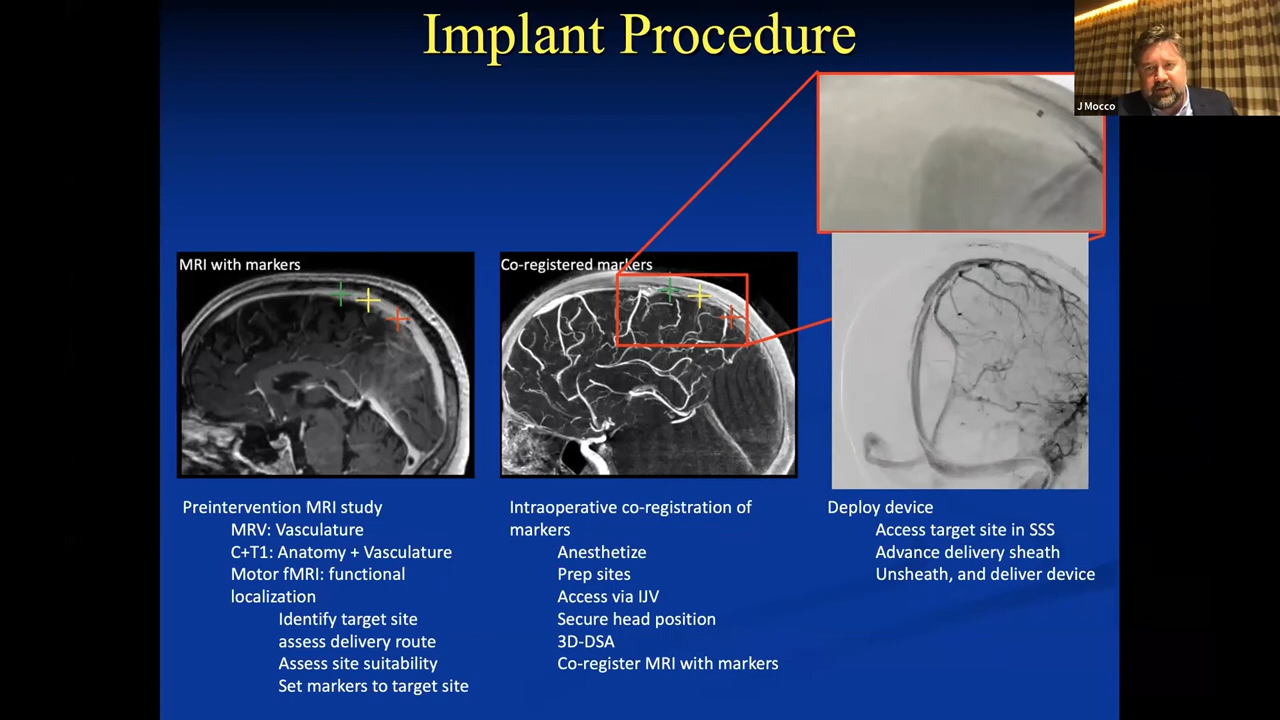 Implant Procedure
J Mocco
MRI with markers
Co-registered markers
Preintervention MRI study
MRV: Vasculature
C+T1: Anatomy + Vasculature
Motor fMRI: functional
localization
Identify target site
assess delivery route
Assess site suitability
Set markers to target site
Intraoperative co-registration of
markers
Anesthetize
Prep sites
Access via IJV
Secure head position
3D-DSA
Co-register MRI with markers
Deploy device
Access target site in SSS
Advance delivery sheath
Unsheath, and deliver device